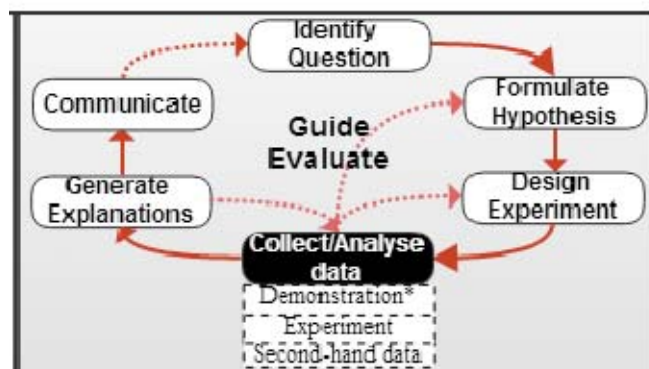 Identify
Question
Communicate
Formulate
Hypothesis
Guide
Evaluate
Generate
Explanations
Design
Experiment
Collect/Analyse
data
Demonstration*
Experiment
Second-hand data